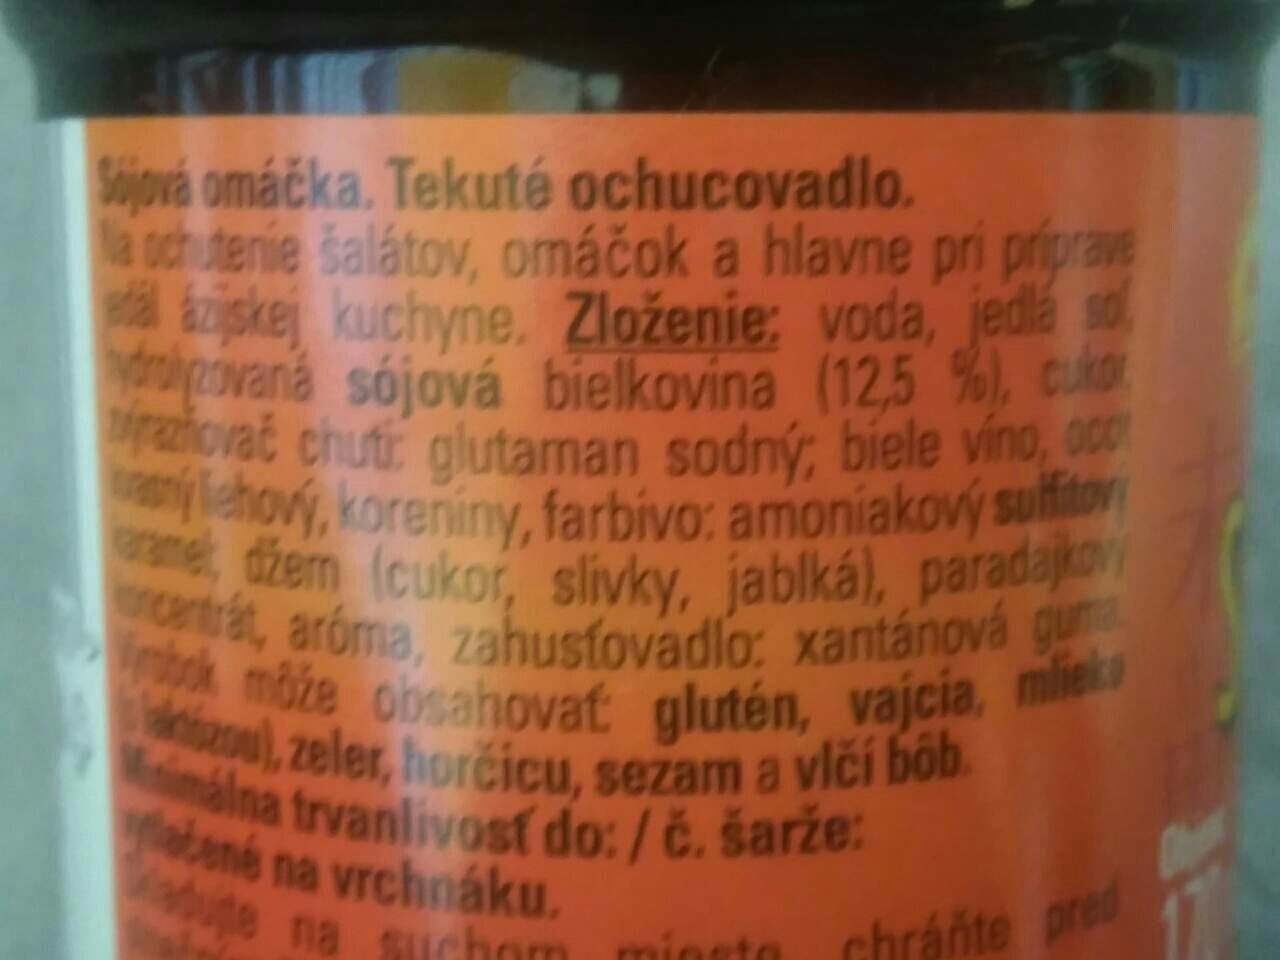 Sójová omáčka. Tekuté ochucovadlo.
Na ochutenie šalátov, omáčok a hlavne pri príprave
jedál ázijskej kuchyne. Zloženie: voda, jedlá soľ,
hydrolyzovaná sójová bielkovina (12,5 %), cukor,
zvýrazňovač chuti: glutaman sodný; biele víno, ocot
kvasný liehový, koreniny, farbivo: amoniakový sulfitový
karamel, džem (cukor, slivky, jablká), paradajkový
koncentrát, aróma, zahusťovadlo: xantánová guma.
Výrobok môže obsahovať: glutén, vajcia, mlieko
(s laktózou), zeler, horčicu, sezam a vlčí bôb.
Minimálna trvanlivosť do: / č. šarže:
vytlačené na vrchnáku.
Skladujte na suchom mieste, chráňte pred